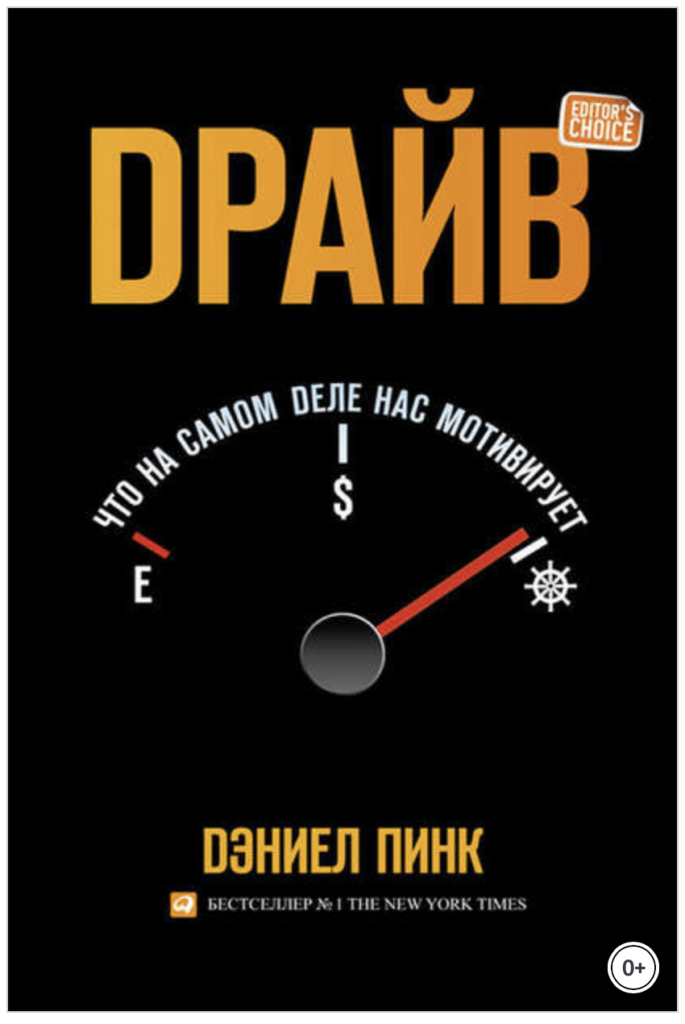 EDITOR'S
CHOICE
DРАЙВ
ЧТО НА САМОМ DЕЛЕ НАС МОТИВИРУЕТ
$
E
DЭНИЕЛ ПИНК
БЕСТСЕЛЛЕР № 1 THE NEW YORK TIMES
0+